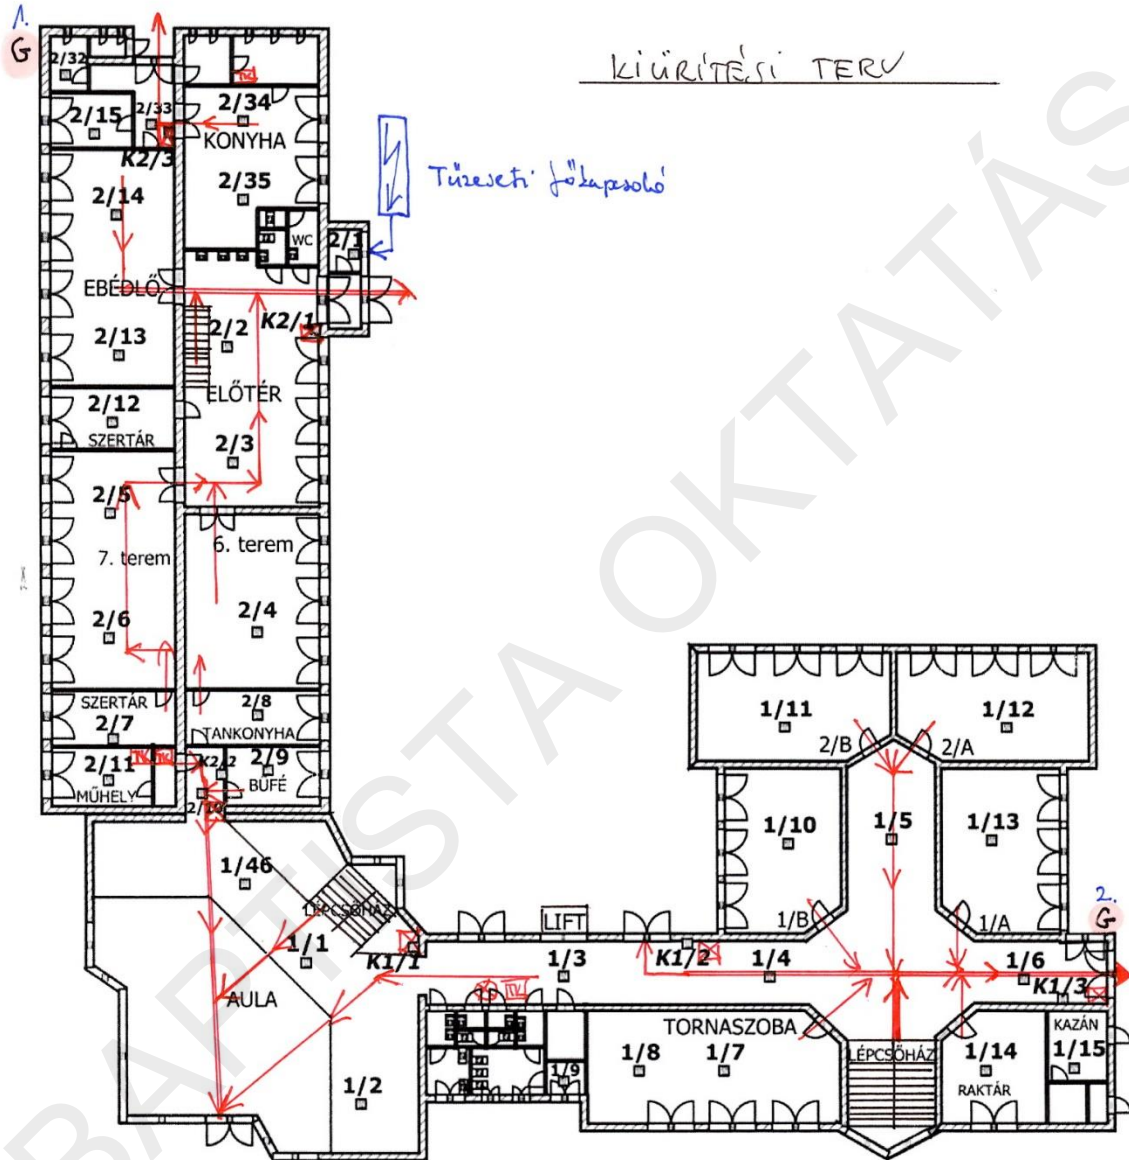 1.
G
KIÜRÍTÉSI TERV
2/32
2/15
2/33
2/34
KONYHA
K2/3
Tűzeseti főkapcsoló
2/14
2/35
WC
2/1
EBÉDLŐ
K2/1
2/2
2/13
ELŐTÉR
2/12
SZERTÁR
2/3
2/5
7. terem
6. terem
2/6
2/4
SZERTÁR
2/7
2/8
TANKONYHA
2/11
MŰHELY
K2/2
2/9
BÜFÉ
2/10
1/11
1/12
2/B
2/A
1/10
1/5
1/13
1/46
LÉPCSŐHÁZ
1/B
1/A
2.
G
LIFT
1/1
K1/1
K1/2
1/3
1/4
1/6
K1/3
AULA
TORNASZOBA
KAZÁN
1/8
1/7
LÉPCSŐHÁZ
1/14
1/15
RAKTÁR
1/9
1/2
BAPTISTA OKTATÁS